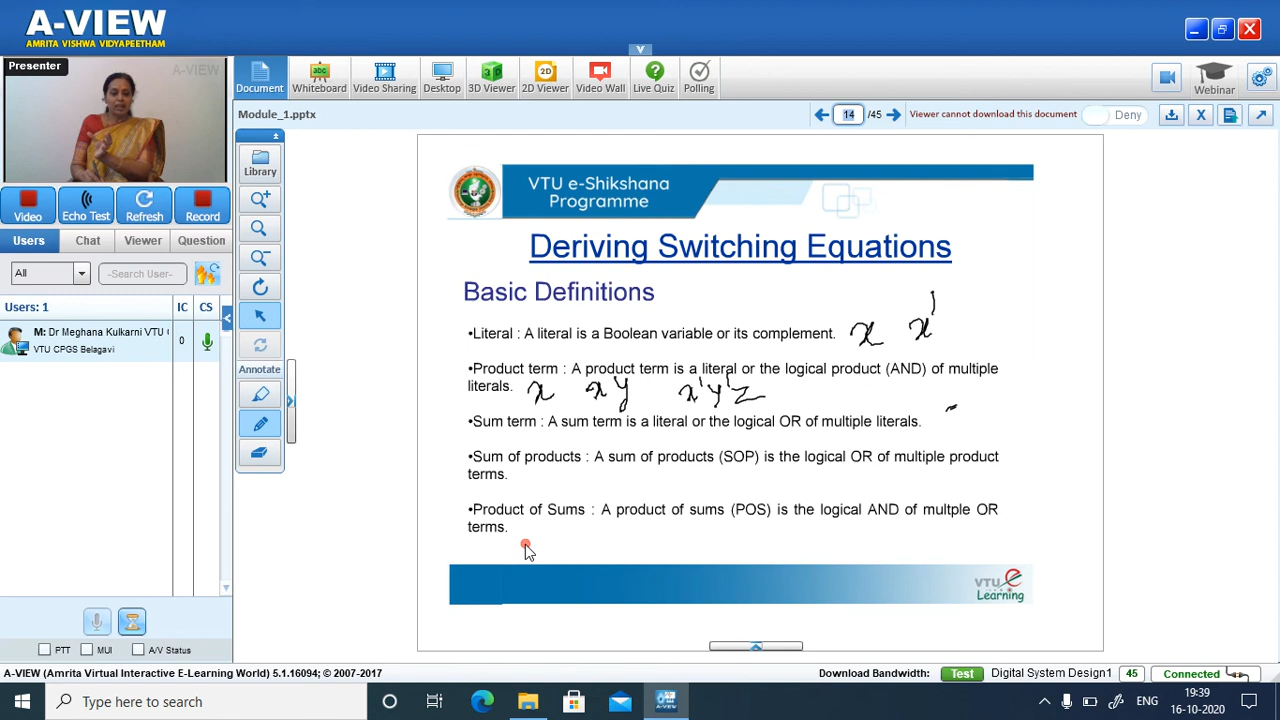 A-VIEW
AMRITA VISHWA VIDYAPEETHAM
Presenter
A-VIEW
Document
Whiteboard
Video Sharing
Desktop
3D Viewer
2D Viewer
Video Wall
Live Quiz
Polling
Webinar
Module_1.pptx
14 /45
Viewer cannot download this document
Deny
Video
Echo Test
Refresh
Record
Library
Users
Chat
Viewer
Question
All
-Search User-
Users: 1 IC CS
M: Dr Meghana Kulkarni VTU
VTU CPGS Belagavi
0
Annotate
VTU e-Shikshana
Programme
Deriving Switching Equations
Basic Definitions
•Literal : A literal is a Boolean variable or its complement. x x'
•Product term : A product term is a literal or the logical product (AND) of multiple
literals. x xy x'y'z
•Sum term : A sum term is a literal or the logical OR of multiple literals.
•Sum of products : A sum of products (SOP) is the logical OR of multiple product
terms.
•Product of Sums : A product of sums (POS) is the logical AND of multple OR
terms.
VTU e
Learning
PTT MUI A/V Status
A-VIEW (Amrita Virtual Interactive E-Learning World) 5.1.16094; © 2007-2017
Download Bandwidth: Test Digital System Design1 45 Connected
Type here to search
ENG
19:39
16-10-2020